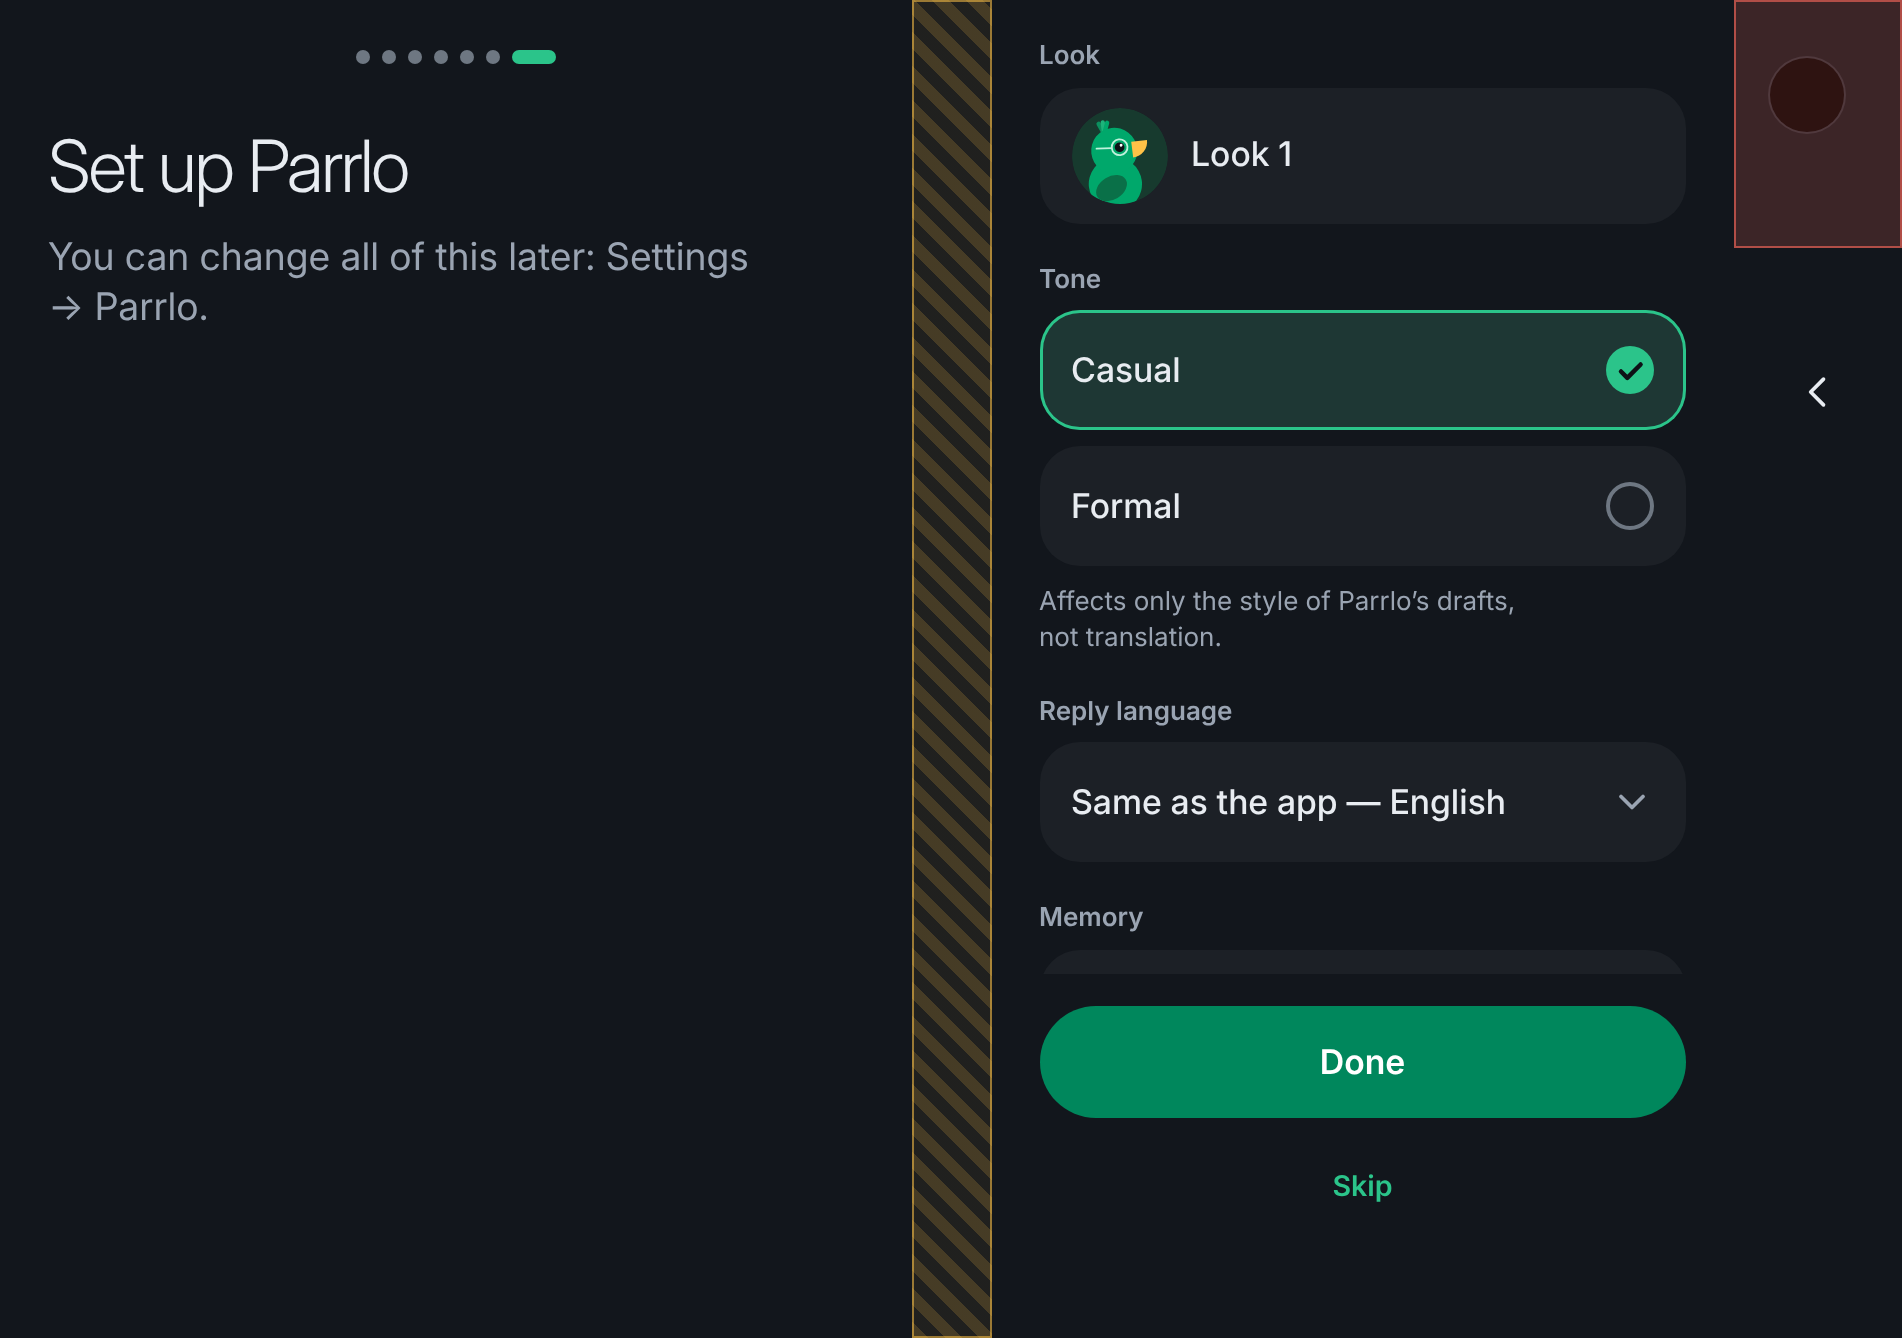 Set up Parrlo
You can change all of this later: Settings
→ Parrlo.
Look
Look 1
Tone
Casual
Formal
Affects only the style of Parrlo’s drafts,
not translation.
Reply language
Same as the app — English
Memory
Done
Skip